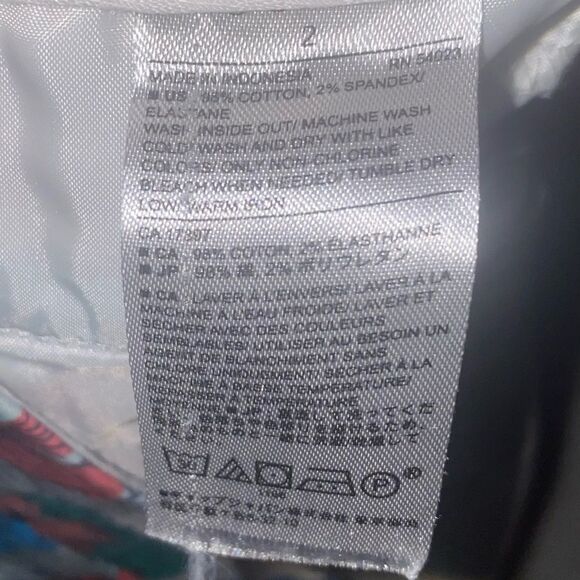 2
RN 54023
MADE IN INDONESIA
■ US 98% COTTON, 2% SPANDEX/
ELASTANE
WASH INSIDE OUT/ MACHINE WASH
COLD/ WASH AND DRY WITH LIKE
COLORS/ ONLY NON-CHLORINE
BLEACH WHEN NEEDED/ TUMBLE DRY
LOW/ WARM IRON
CA 17897
■ CA 98% COTON, 2% ELASTHANNE
■ JP 98% 綿, 2% ポリウレタン
■ CA LAVER À L'ENVERS/ LAVER À LA
MACHINE À L'EAU FROIDE/ LAVER ET
SÉCHER AVEC DES COULEURS
SEMBLABLES/ UTILISER AU BESOIN UN
AGENT DE BLANCHIMENT SANS
CHLORE UNIQUEMENT/ SÉCHER À LA
MACHINE À BASSE TEMPÉRATURE/
■ JP
P